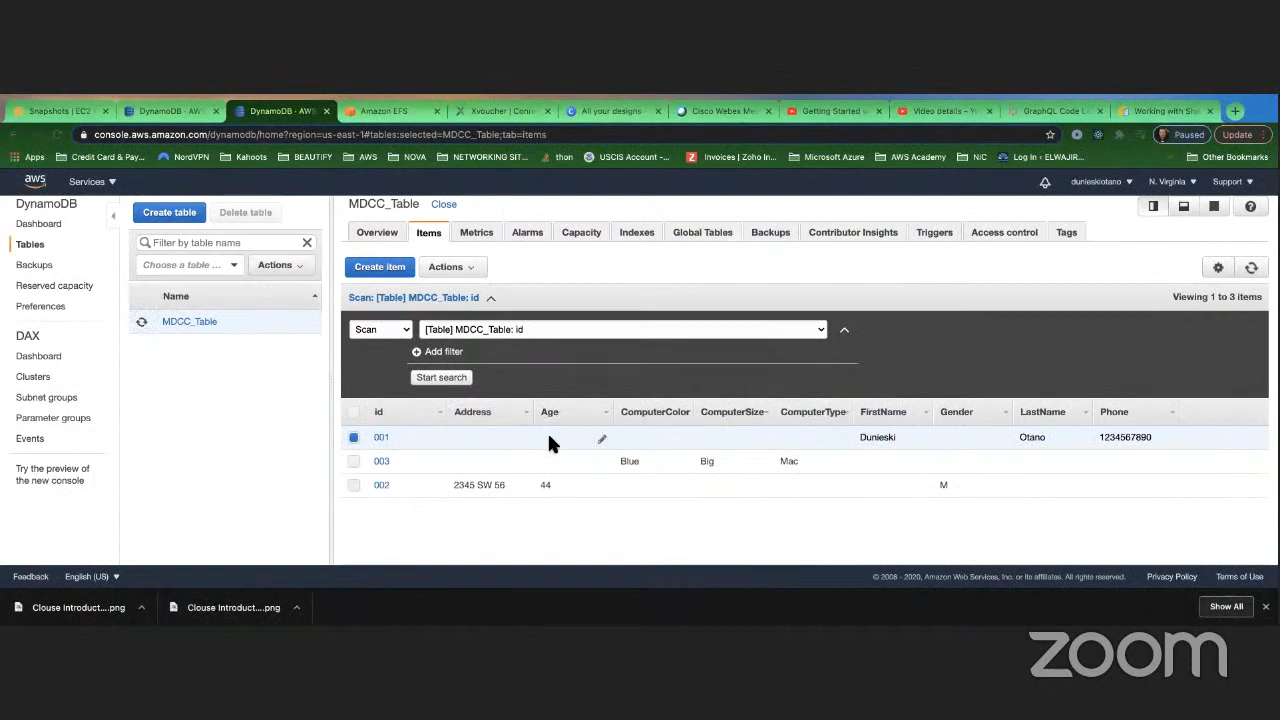 Snapshots | EC2
DynamoDB - AWS
DynamoDB - AWS
Amazon EFS
Xvoucher | Conn
All your designs -
Cisco Webex Me
Getting Started
Video details -
GraphQL Code
Working with Sha
console.aws.amazon.com/dynamodb/home?region=us-east-1#tables:selected=MDCC_Table;tab=items
Paused
Update
Apps
Credit Card & Pay...
NordVPN
Kahoots
BEAUTIFY
AWS
NOVA
NETWORKING SIT...
thon
USCIS Account -...
Invoices | Zoho In...
Microsoft Azure
AWS Academy
NIC
Log In ‹ ELWAJIR...
Other Bookmarks
aws
Services
dunieskiotano
N. Virginia
Support
DynamoDB
Dashboard
Tables
Backups
Reserved capacity
Preferences
DAX
Dashboard
Clusters
Subnet groups
Parameter groups
Events
Try the preview of
the new console
Create table
Delete table
Filter by table name
Choose a table ...
Actions
Name
MDCC_Table
MDCC_Table Close
Overview Items Metrics Alarms Capacity Indexes Global Tables Backups Contributor Insights Triggers Access control Tags
Create item Actions
Scan: [Table] MDCC_Table: id
Viewing 1 to 3 items
Scan [Table] MDCC_Table: id
Add filter
Start search
id Address Age ComputerColor ComputerSize ComputerType FirstName Gender LastName Phone
001 Dunieski Otano 1234567890
003 Blue Big Mac
002 2345 SW 56 44 M
Feedback English (US)
© 2008 - 2020, Amazon Web Services, Inc. or its affiliates. All rights reserved. Privacy Policy Terms of Use
Clouse Introduct....png
Clouse Introduct....png
Show All
zoom